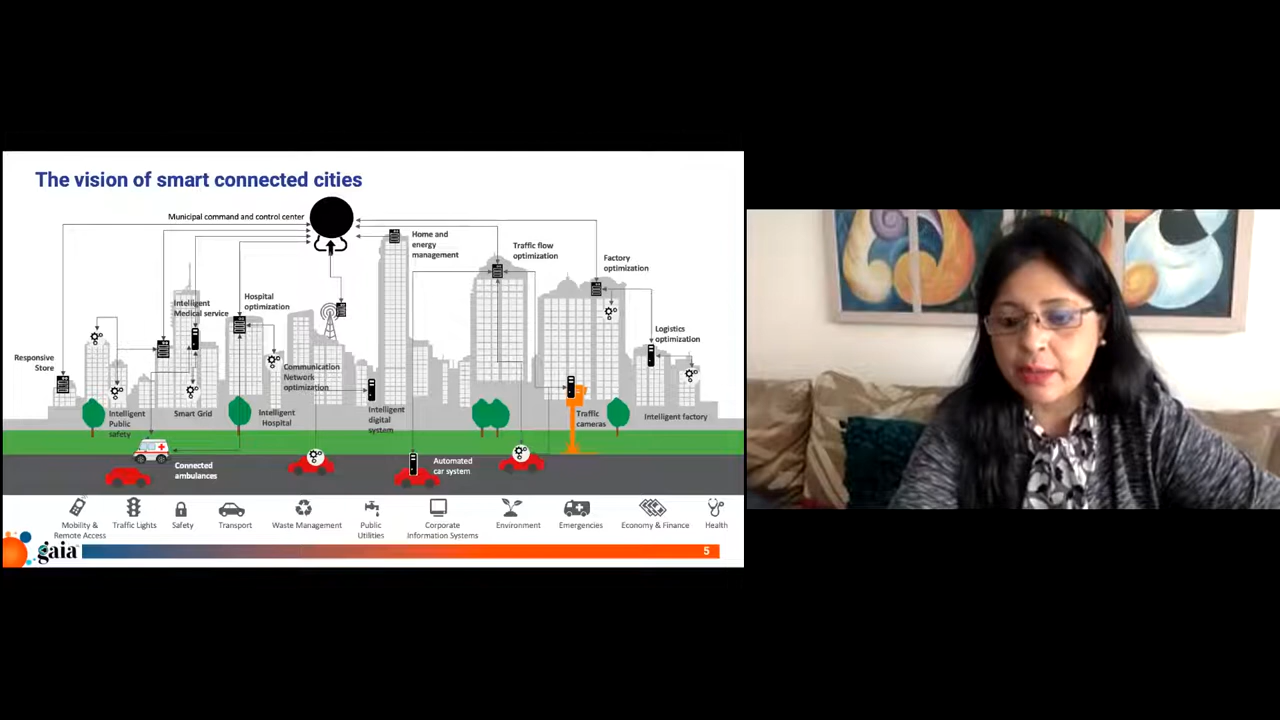 The vision of smart connected cities
Municipal command and control center
Home and
energy
management
Traffic flow
optimization
Factory
optimization
Intelligent
Medical service
Hospital
optimization
Logistics
optimization
Responsive
Store
Communication
Network
optimization
Intelligent
Public
safety
Smart Grid
Intelligent
Hospital
Intelligent
digital
system
Traffic
cameras
Intelligent factory
Connected
ambulances
Automated
car system
Mobility &
Remote Access
Traffic Lights
Safety
Transport
Waste Management
Public
Utilities
Corporate
Information Systems
Environment
Emergencies
Economy & Finance
Health
gaia
5